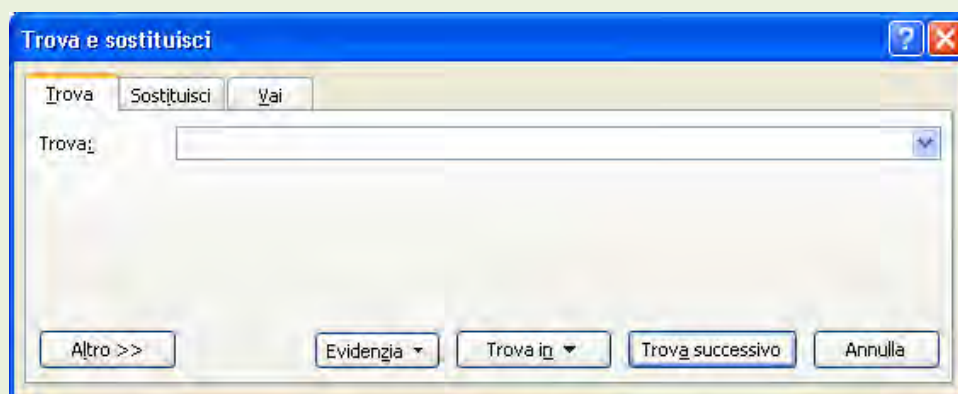 Trova e sostituisci
Trova Sostituisci Vai
Trova:
Altro >> Evidenzia Trova in Trova successivo Annulla